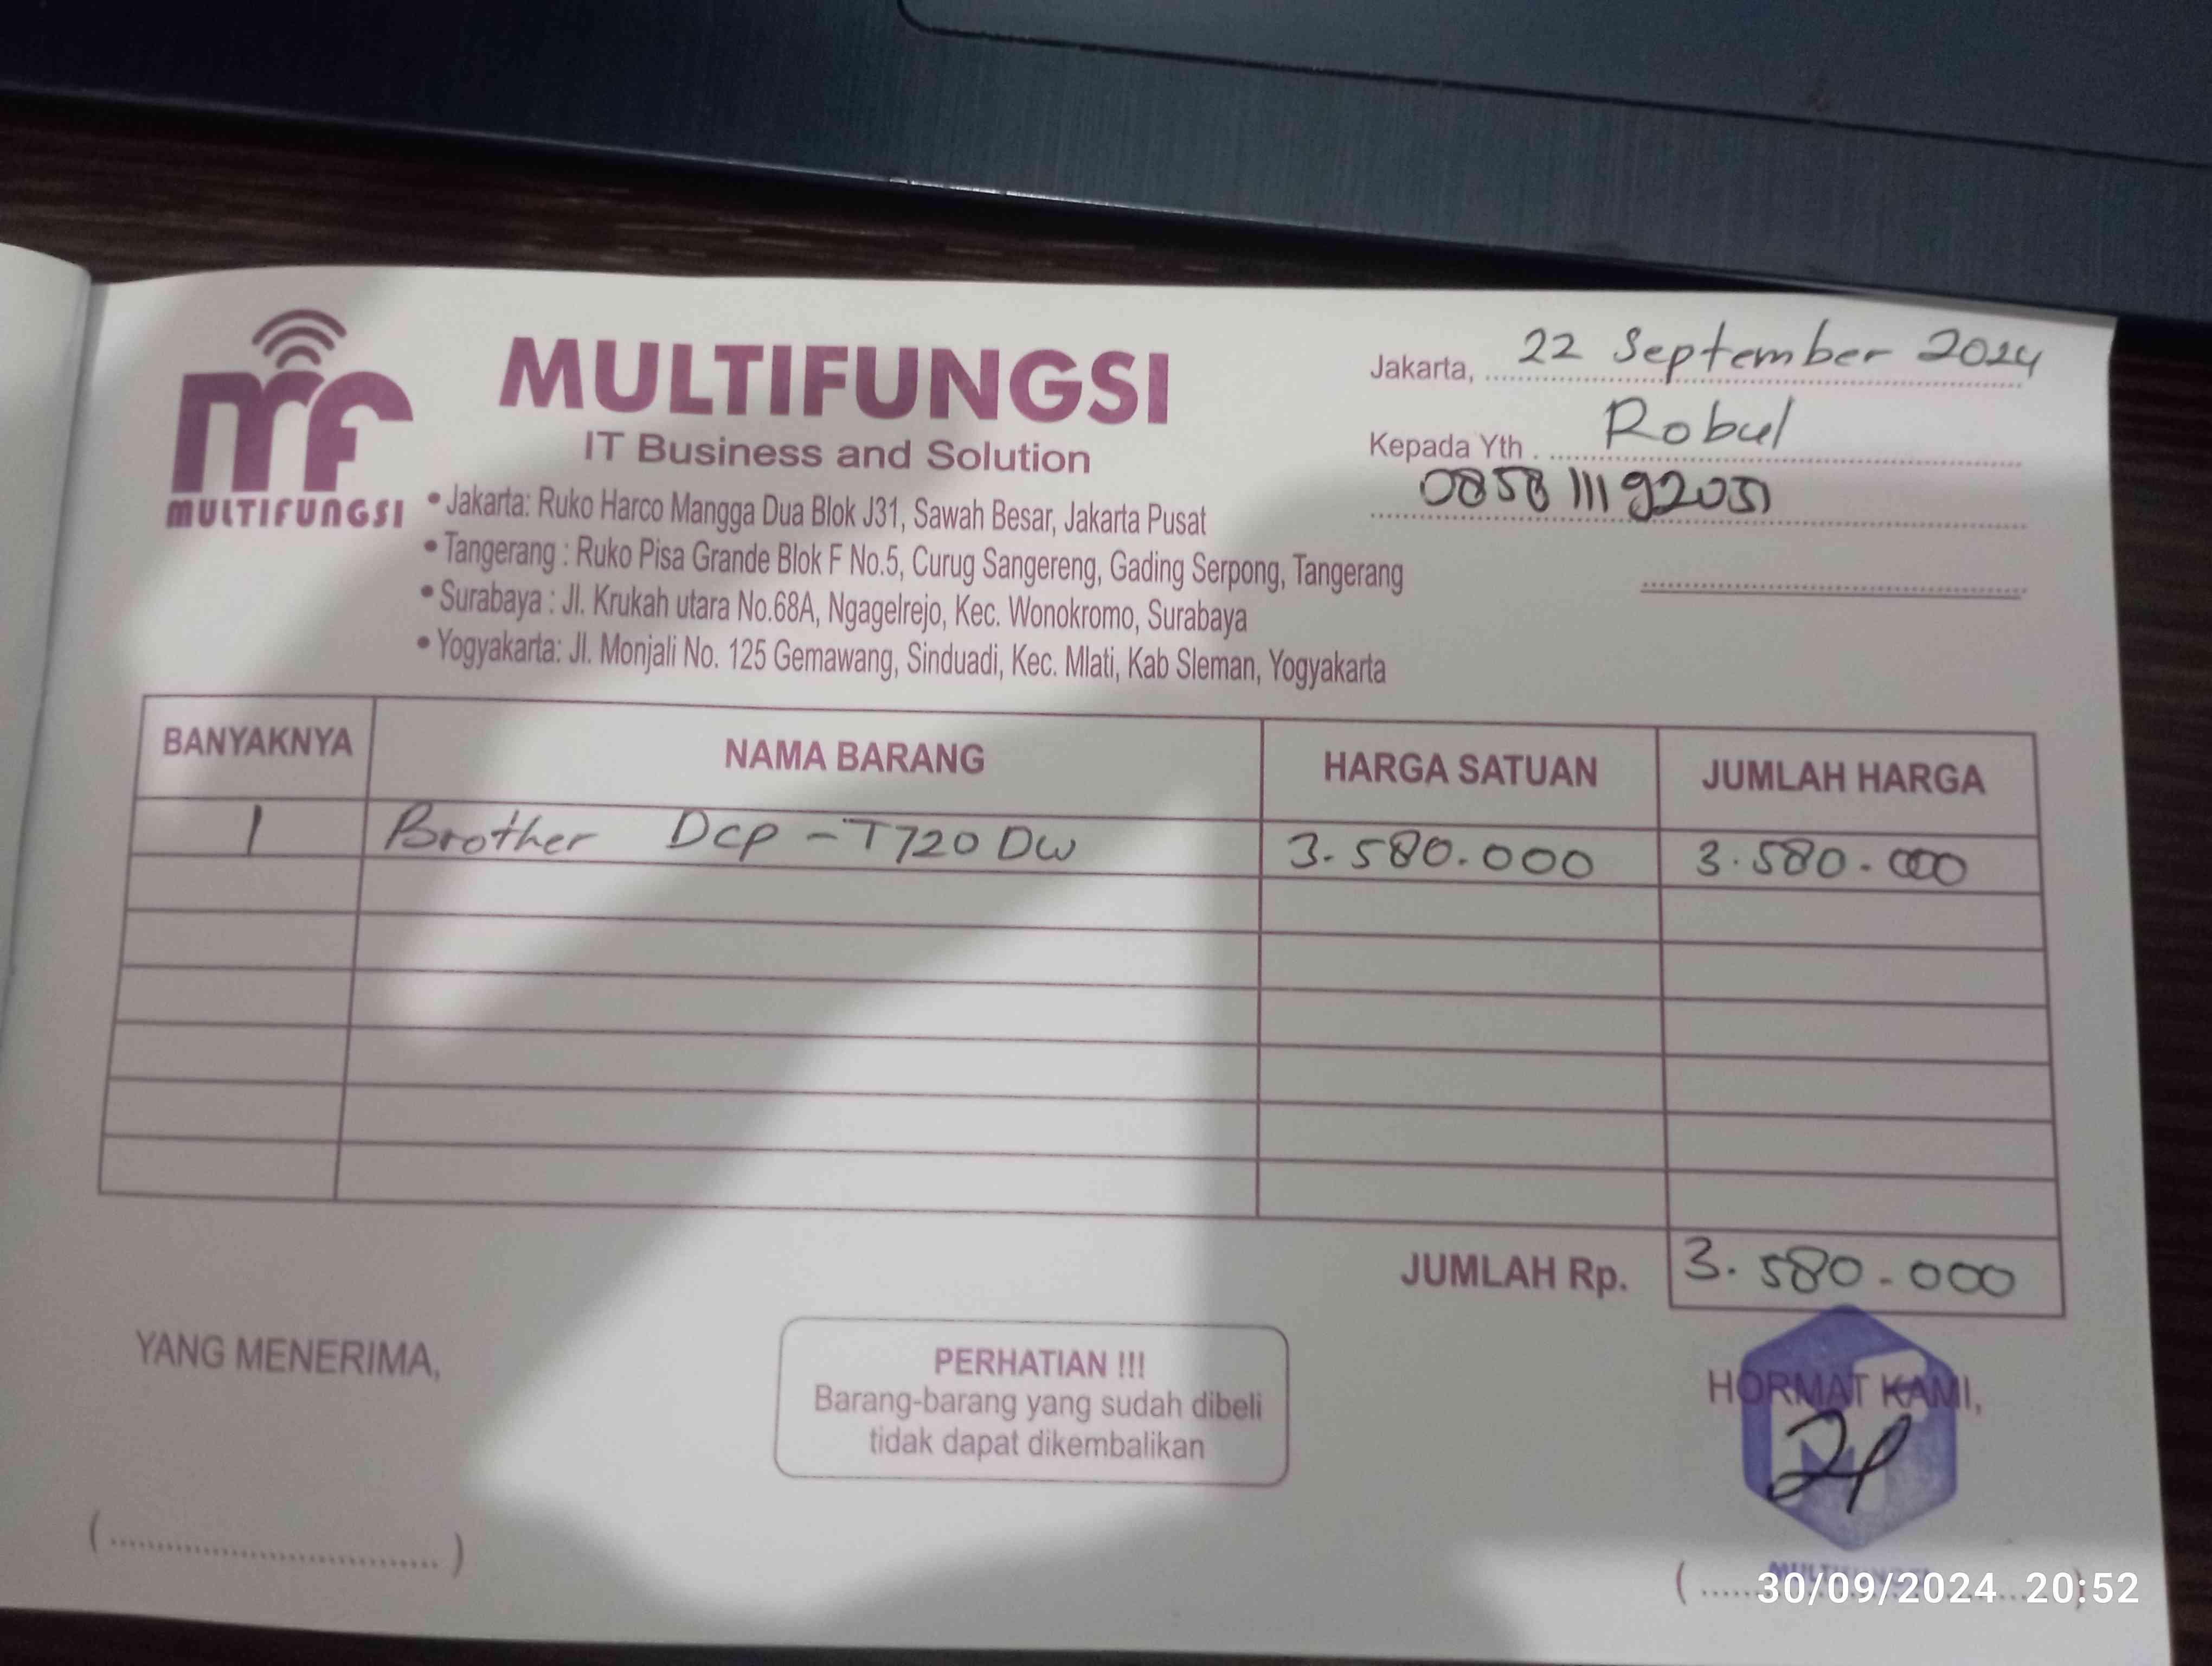 MULTIFUNGSI
MULTIFUNGSI
IT Business and Solution
• Jakarta: Ruko Harco Mangga Dua Blok J31, Sawah Besar, Jakarta Pusat
• Tangerang : Ruko Pisa Grande Blok F No.5, Curug Sangereng, Gading Serpong, Tangerang
• Surabaya : Jl. Krukah utara No.68A, Ngagelrejo, Kec. Wonokromo, Surabaya
• Yogyakarta: Jl. Monjali No. 125 Gemawang, Sinduadi, Kec. Mlati, Kab Sleman, Yogyakarta
Jakarta, 22 September 2024
Kepada Yth . Robul
BANYAKNYA NAMA BARANG HARGA SATUAN JUMLAH HARGA
1 Brother Dcp - T720 DW 3.580.000 3.580.000
JUMLAH Rp. 3.580.000
YANG MENERIMA,
PERHATIAN !!!
Barang-barang yang sudah dibeli
tidak dapat dikembalikan
HORMAT KAMI,
30/09/2024 20:52